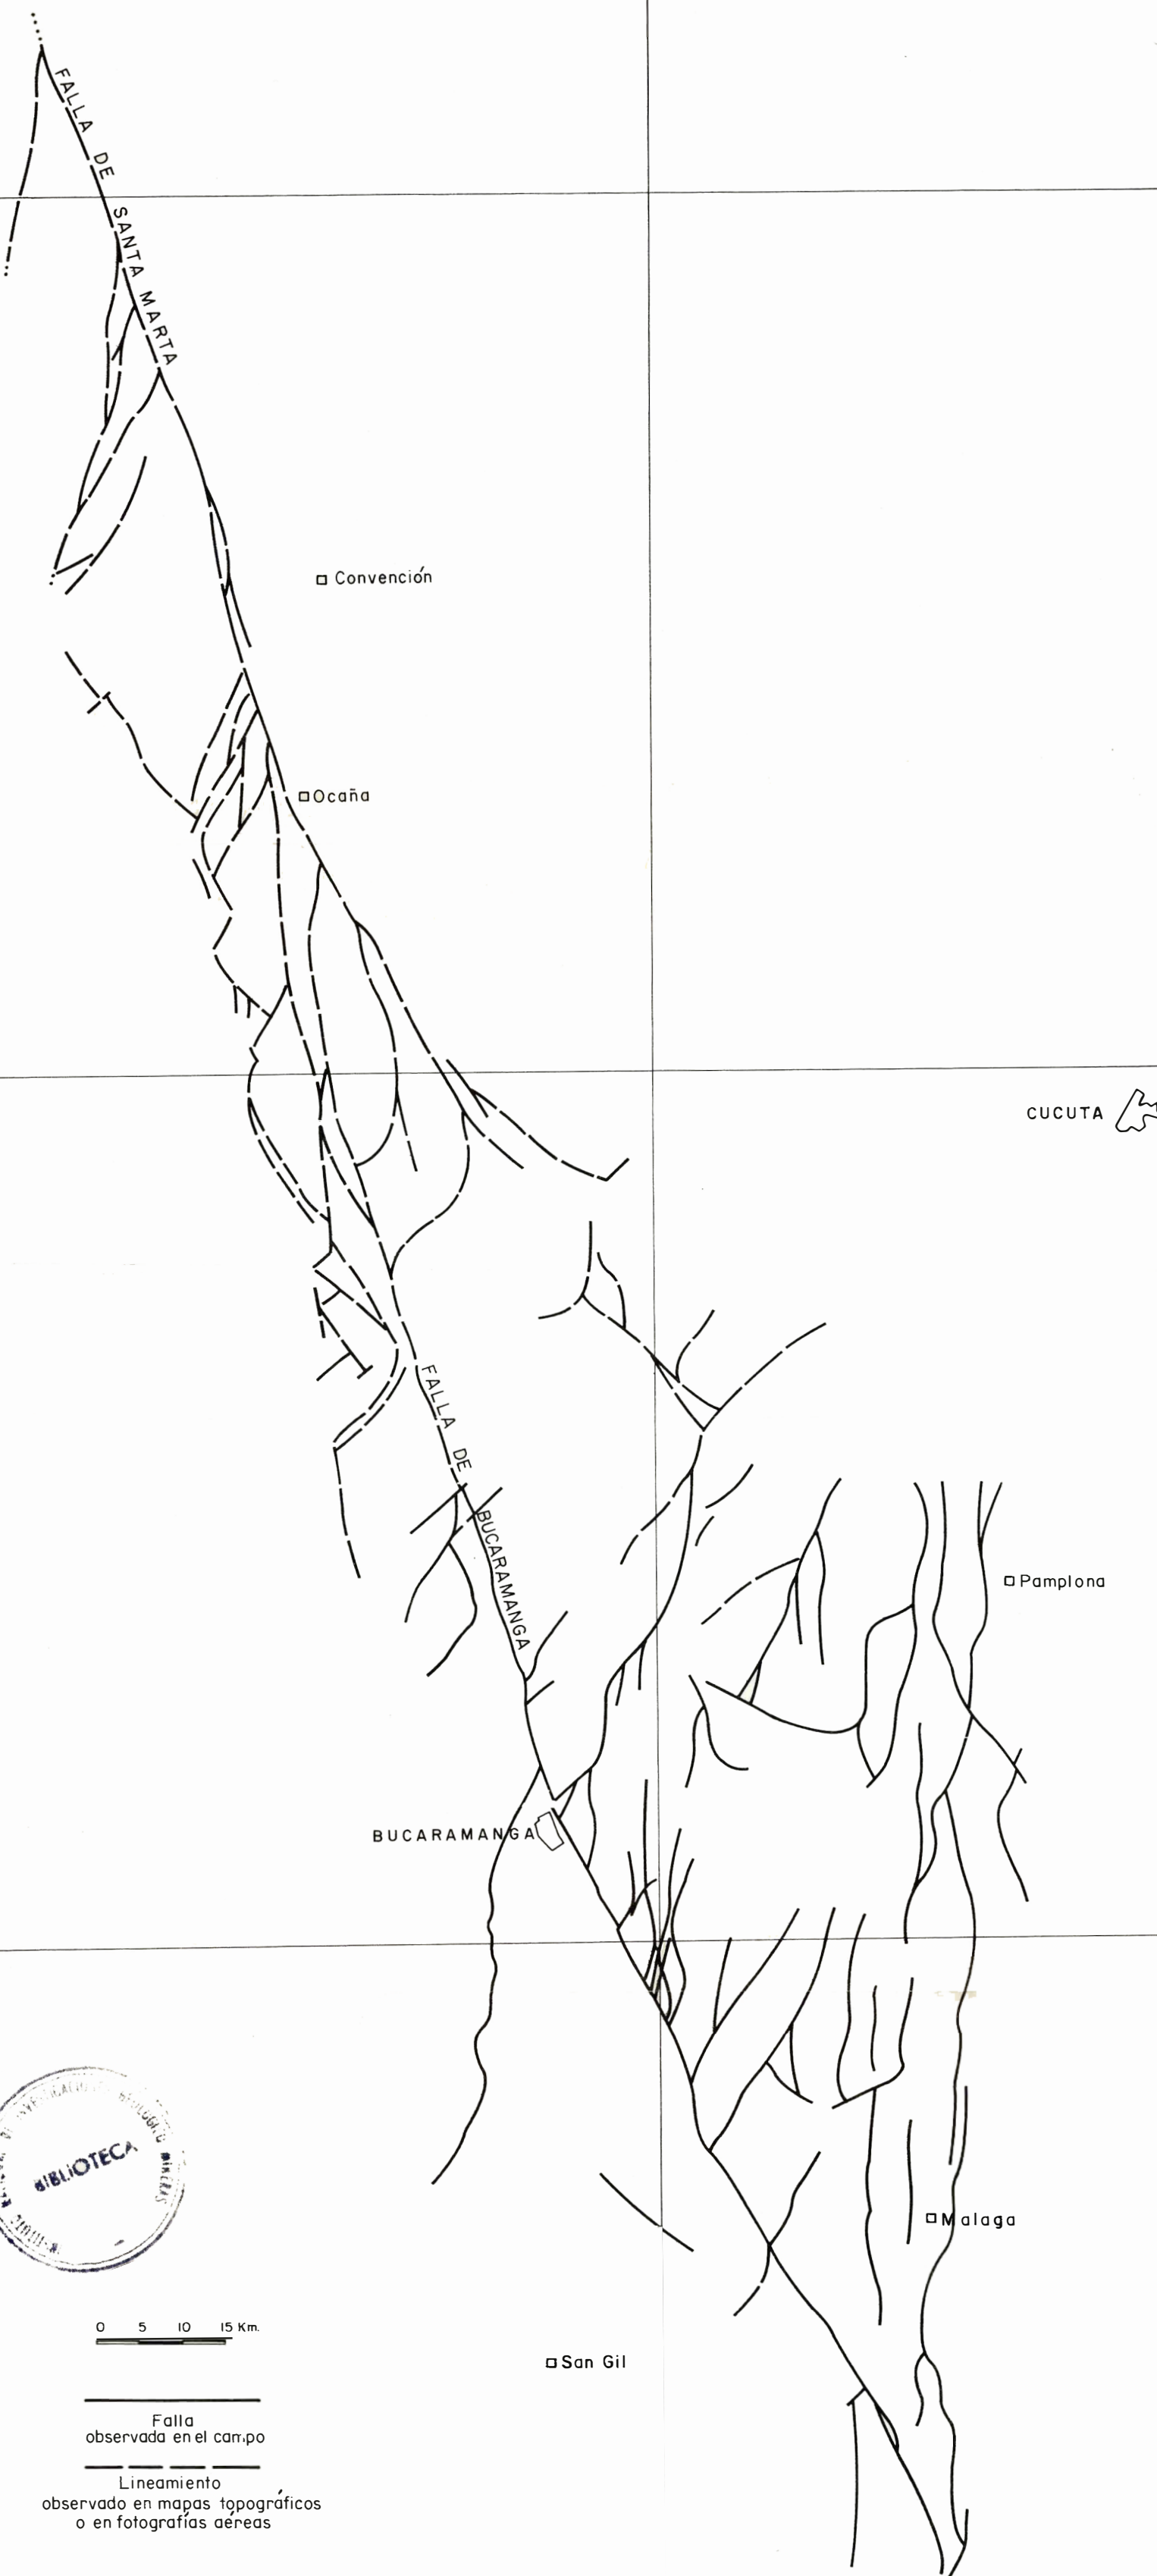 FALLA DE SANTA MARTA
Convención
Ocaña
CUCUTA
FALLA DE BUCARAMANGA
Pamplona
BUCARAMANGA
BIBLIOTECA
Malaga
0 5 10 15 Km.
San Gil
Falla
observada en el campo
Lineamiento
observado en mapas topográficos
o en fotografías aéreas